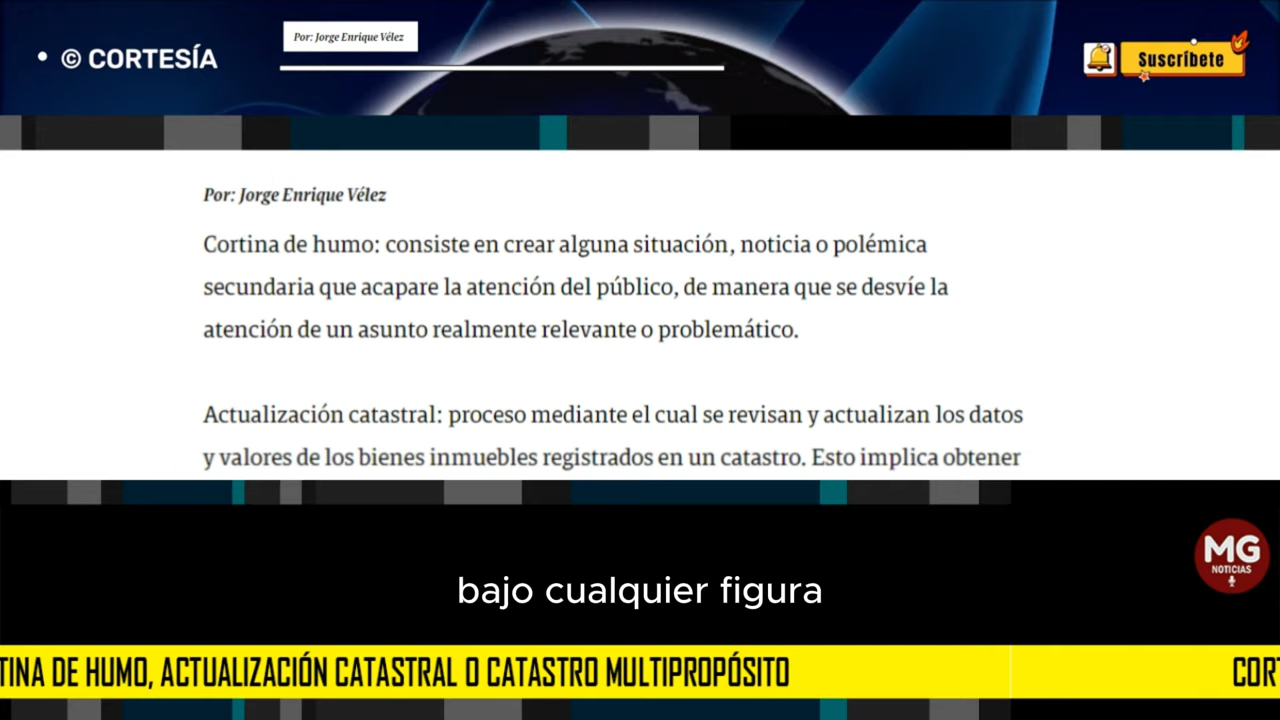 • © CORTESÍA
Por: Jorge Enrique Vélez
Suscríbete
Por: Jorge Enrique Vélez
Cortina de humo: consiste en crear alguna situación, noticia o polémica
secundaria que acapare la atención del público, de manera que se desvíe la
atención de un asunto realmente relevante o problemático.
Actualización catastral: proceso mediante el cual se revisan y actualizan los datos
y valores de los bienes inmuebles registrados en un catastro. Esto implica obtener
MG
NOTICIAS
bajo cualquier figura
TINA DE HUMO, ACTUALIZACIÓN CATASTRAL O CATASTRO MULTIPROPÓSITO
CORT